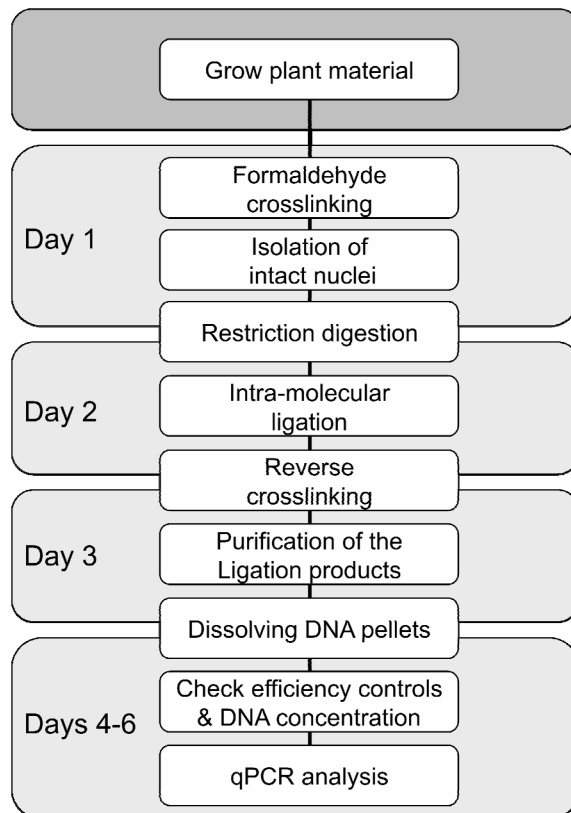 Grow plant material
Day 1
Formaldehyde
crosslinking
Isolation of
intact nuclei
Restriction digestion
Day 2
Intra-molecular
ligation
Reverse
crosslinking
Day 3
Purification of the
Ligation products
Dissolving DNA pellets
Days 4-6
Check efficiency controls
& DNA concentration
qPCR analysis